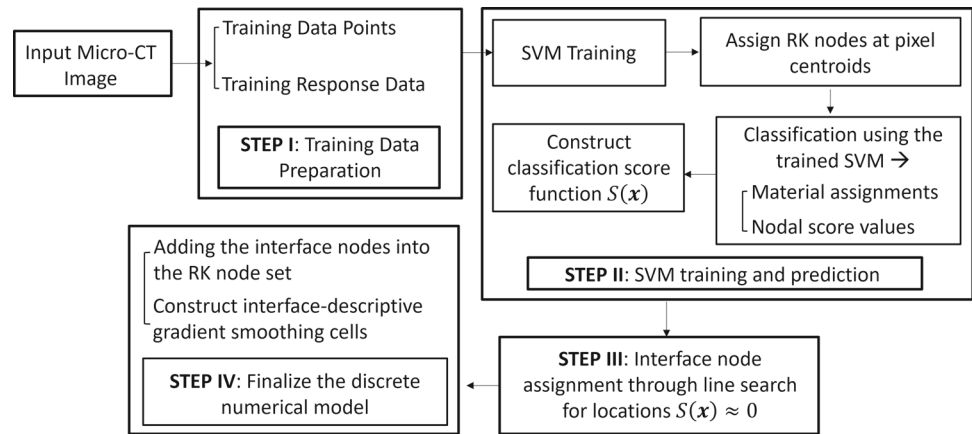 Input Micro-CT
Image
Training Data Points
Training Response Data
STEP I: Training Data
Preparation
SVM Training
Assign RK nodes at pixel
centroids
Classification using the
trained SVM →
Material assignments
Nodal score values
Construct
classification score
function S(x)
STEP II: SVM training and prediction
STEP III: Interface node
assignment through line search
for locations S(x) ≈ 0
Adding the interface nodes into
the RK node set
Construct interface-descriptive
gradient smoothing cells
STEP IV: Finalize the discrete
numerical model